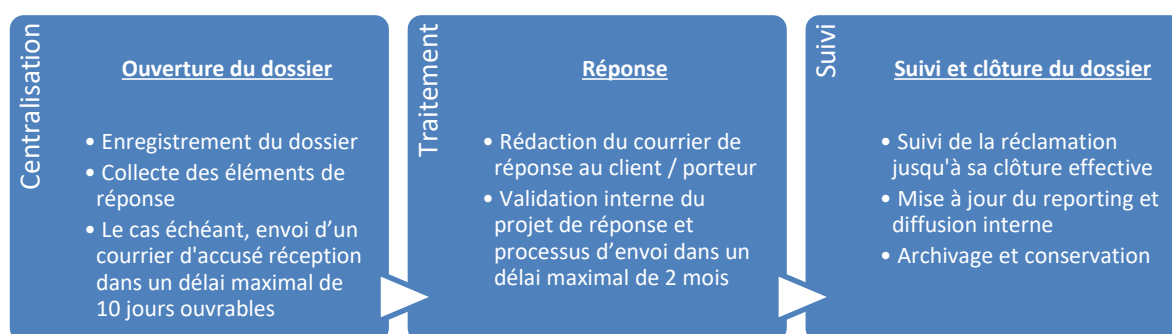 Centralisation
Ouverture du dossier
• Enregistrement du dossier
• Collecte des éléments de
réponse
• Le cas échéant, envoi d’un
courrier d'accusé réception
dans un délai maximal de
10 jours ouvrables
Traitement
Réponse
• Rédaction du courrier de
réponse au client / porteur
• Validation interne du
projet de réponse et
processus d’envoi dans un
délai maximal de 2 mois
Suivi
Suivi et clôture du dossier
• Suivi de la réclamation
jusqu'à sa clôture effective
• Mise à jour du reporting et
diffusion interne
• Archivage et conservation